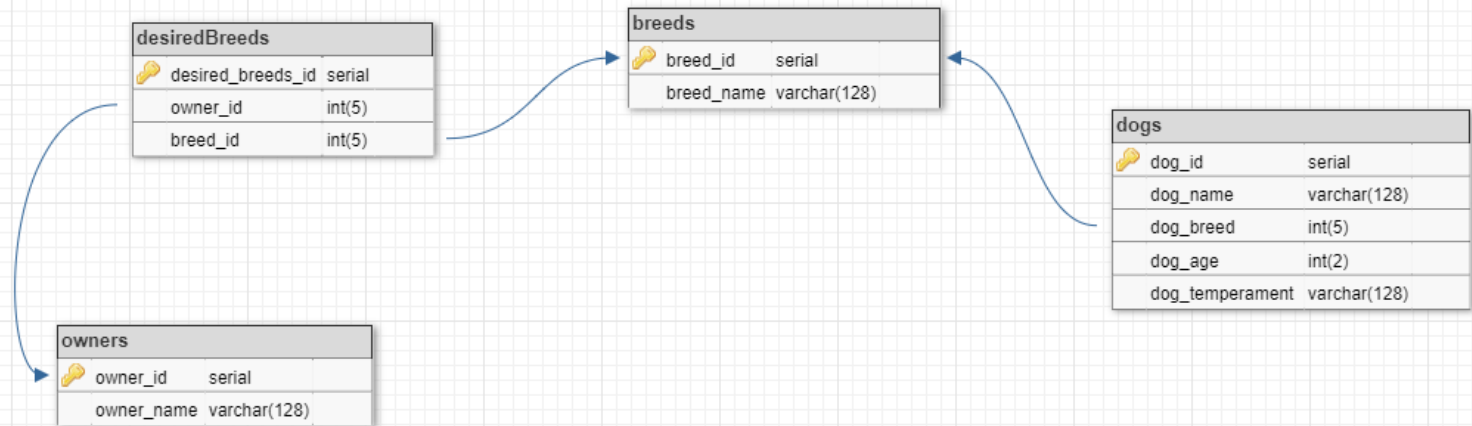 desiredBreeds
desired_breeds_id serial
owner_id int(5)
breed_id int(5)
breeds
breed_id serial
breed_name varchar(128)
dogs
dog_id serial
dog_name varchar(128)
dog_breed int(5)
dog_age int(2)
dog_temperament varchar(128)
owners
owner_id serial
owner_name varchar(128)